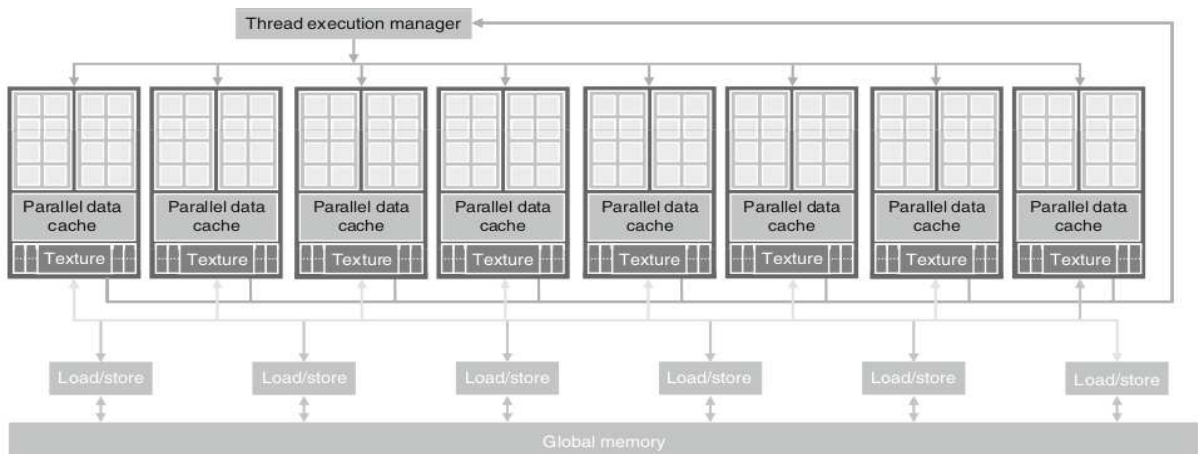 Thread execution manager
Parallel data cache
Parallel data cache
Parallel data cache
Parallel data cache
Parallel data cache
Parallel data cache
Parallel data cache
Parallel data cache
Texture
Texture
Texture
Texture
Texture
Texture
Texture
Texture
Load/store
Load/store
Load/store
Load/store
Load/store
Load/store
Global memory